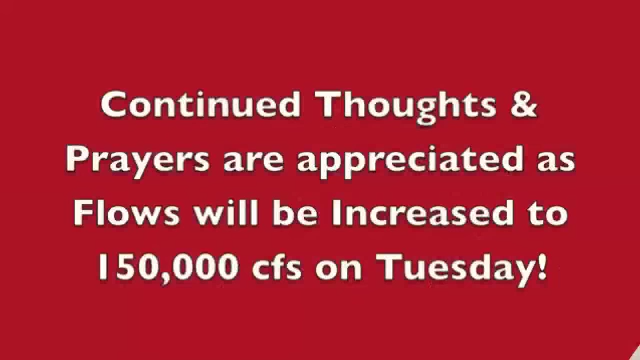 Continued Thoughts &
Prayers are appreciated as
Flows will be Increased to
150,000 cfs on Tuesday!